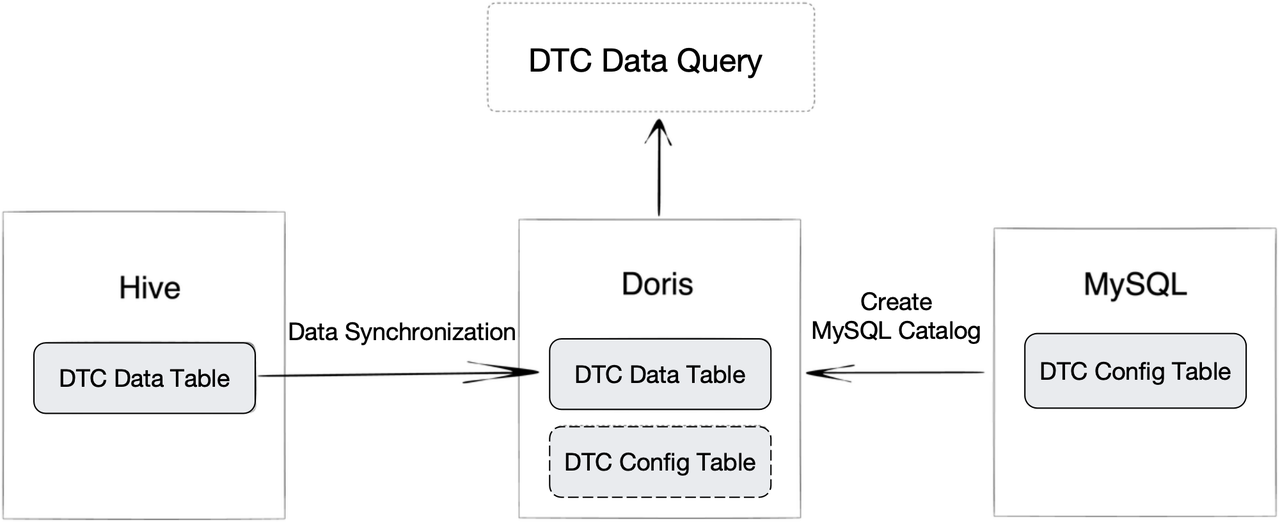 DTC Data Query
Hive
DTC Data Table
Data Synchronization
Doris
DTC Data Table
DTC Config Table
Create
MySQL Catalog
MySQL
DTC Config Table